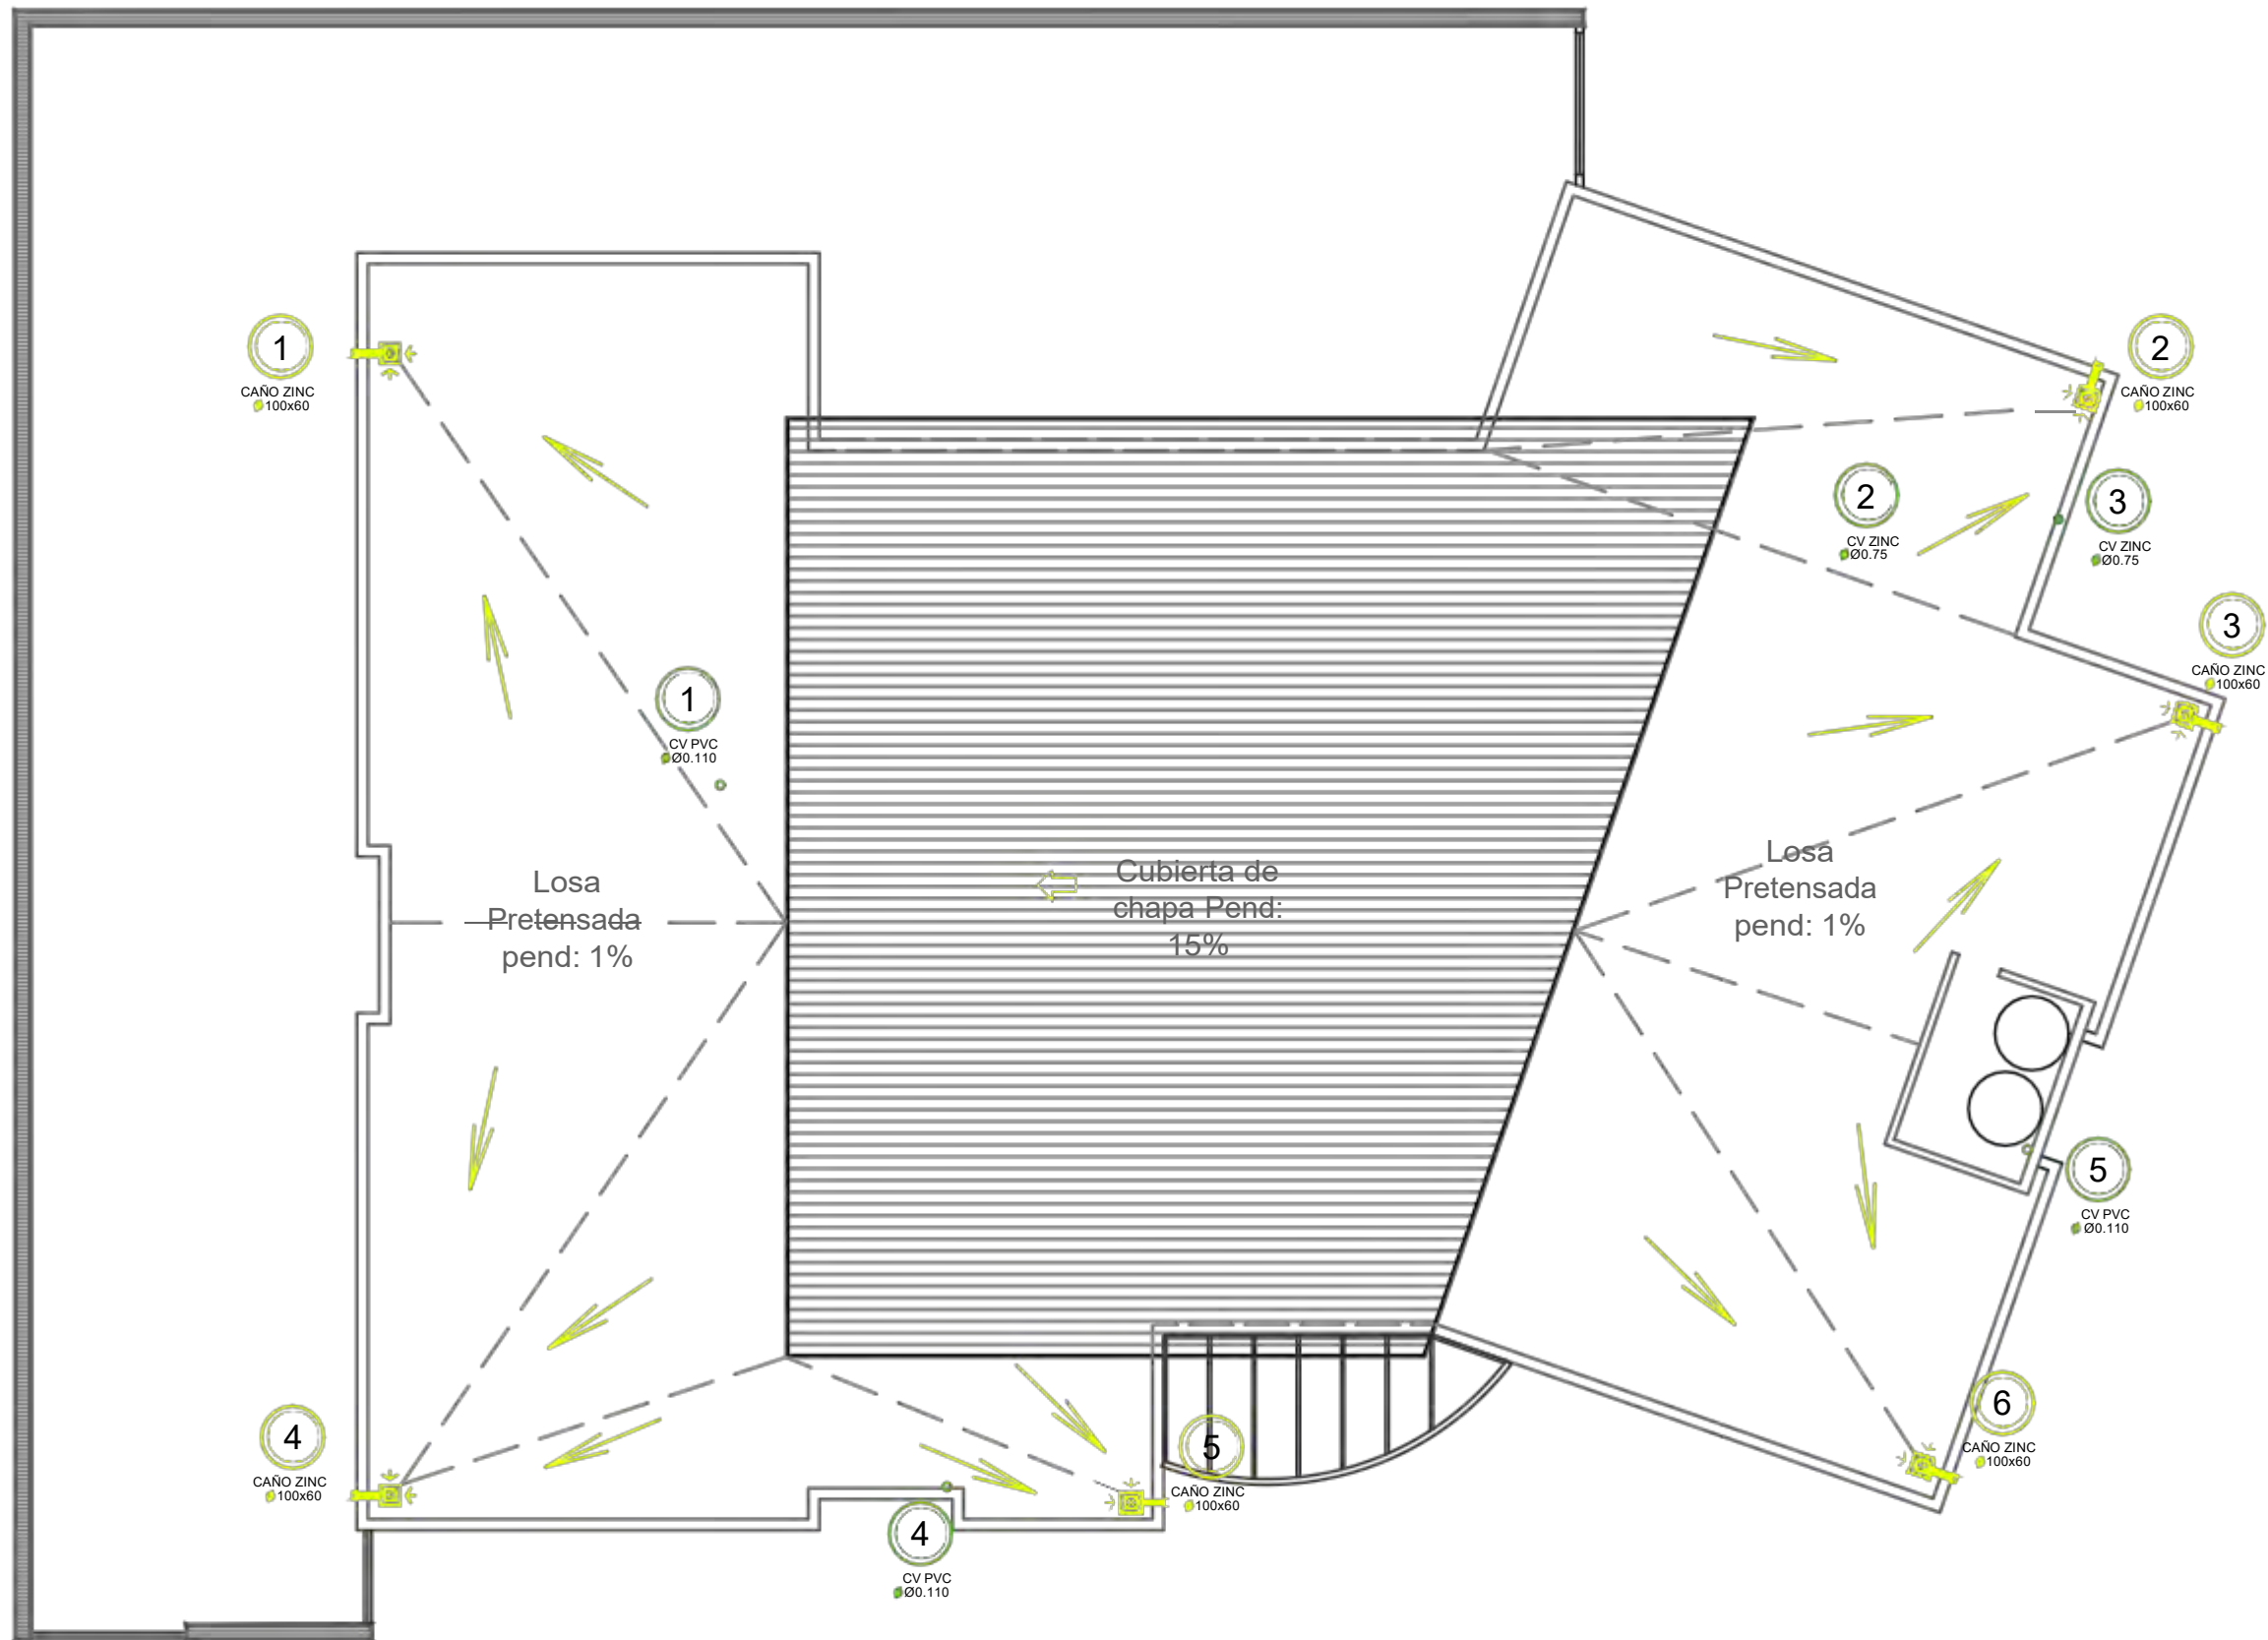 1
CAÑO ZINC
100x60
2
CAÑO ZINC
100x60
2
CV ZINC
Ø0.75
3
CV ZINC
Ø0.75
3
CAÑO ZINC
100x60
1
CV PVC
Ø0.110
Losa
Pretensada
pend: 1%
Cubierta de
chapa Pend:
15%
Losa
Pretensada
pend: 1%
5
CV PVC
Ø0.110
4
CAÑO ZINC
100x60
5
CAÑO ZINC
100x60
6
CAÑO ZINC
100x60
4
CV PVC
Ø0.110